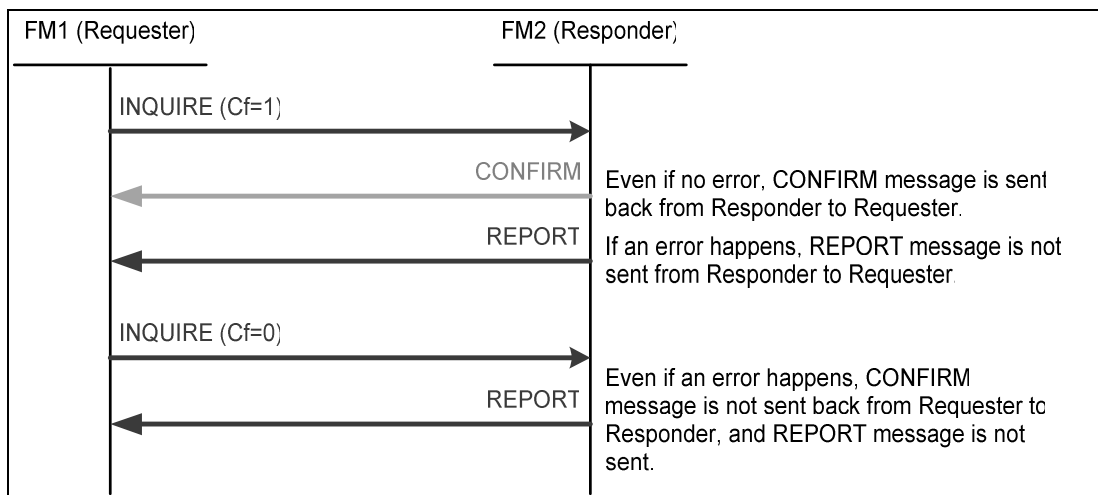 FM1 (Requester)
FM2 (Responder)
INQUIRE (Cf=1)
CONFIRM
Even if no error, CONFIRM message is sent
back from Responder to Requester.
REPORT
If an error happens, REPORT message is not
sent from Responder to Requester.
INQUIRE (Cf=0)
REPORT
Even if an error happens, CONFIRM
message is not sent back from Requester to
Responder, and REPORT message is not
sent.